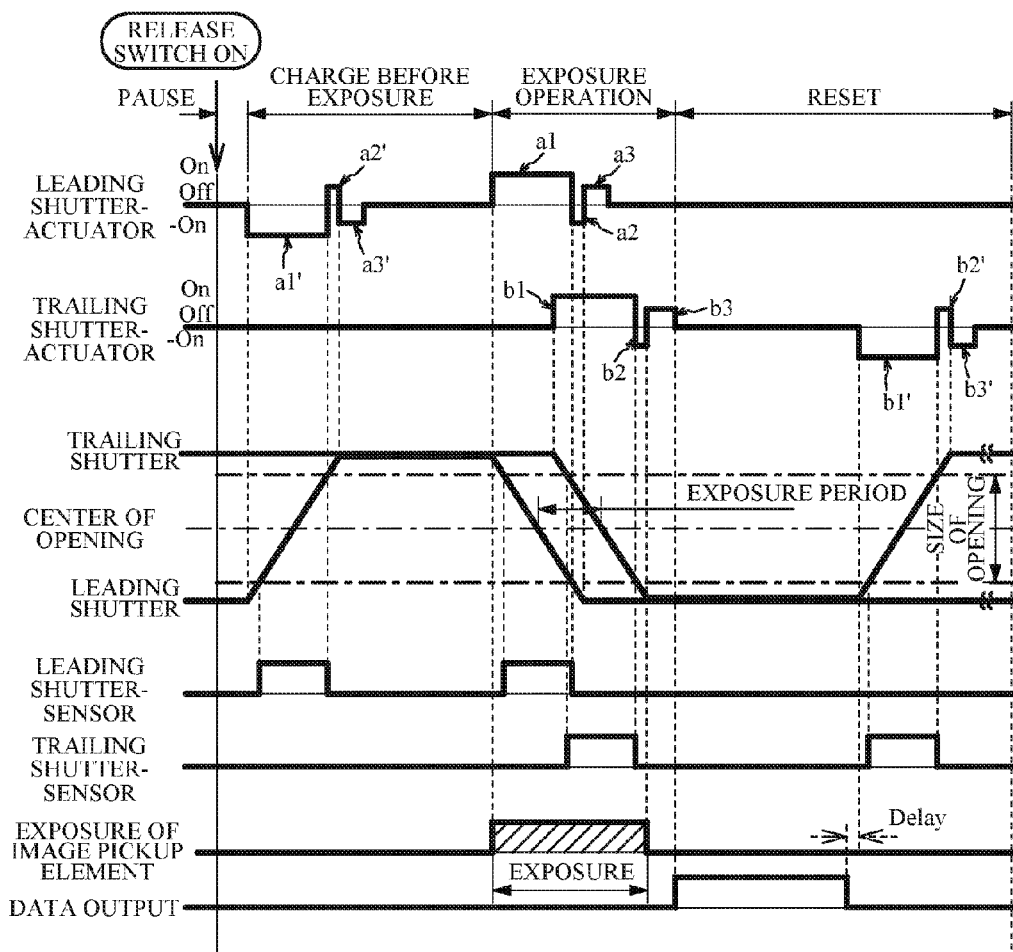 RELEASE
SWITCH ON
PAUSE
CHARGE BEFORE
EXPOSURE
EXPOSURE
OPERATION
RESET
LEADING
SHUTTER-
ACTUATOR
On
Off
-On
a1'
a2'
a3'
a1
a2
a3
TRAILING
SHUTTER-
ACTUATOR
On
Off
-On
b1
b2
b3
b1'
b2'
b3'
TRAILING
SHUTTER
CENTER OF
OPENING
LEADING
SHUTTER
EXPOSURE PERIOD
SIZE
OF
OPENING
LEADING
SHUTTER-
SENSOR
TRAILING
SHUTTER-
SENSOR
EXPOSURE OF
IMAGE PICKUP
ELEMENT
EXPOSURE
Delay
DATA OUTPUT